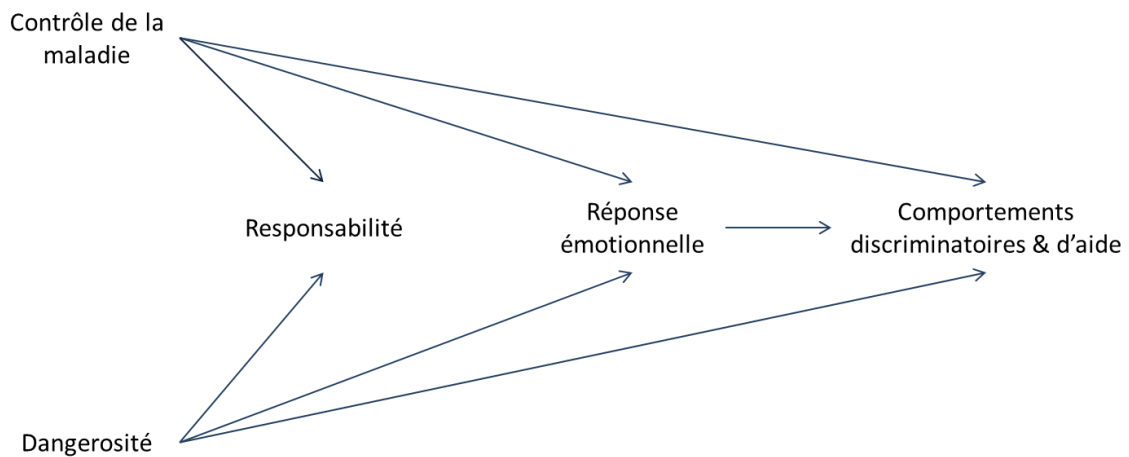 Contrôle de la
maladie
Responsabilité
Réponse
émotionnelle
Comportements
discriminatoires & d’aide
Dangerosité